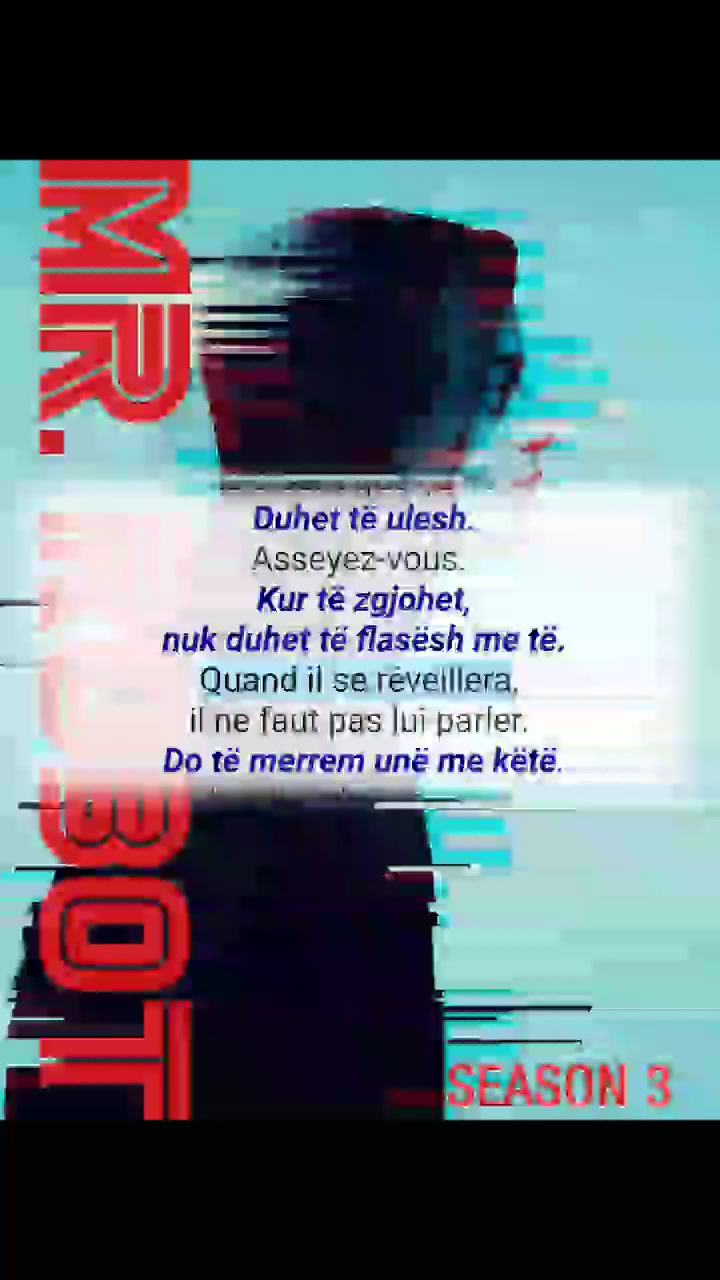 MR. ROBOT
Duhet të ulesh.
Asseyez-vous.
Kur të zgjohet,
nuk duhet të flasësh me të.
Quand il se réveillera,
il ne faut pas lui parler.
Do të merrem unë me këtë.
SEASON 3